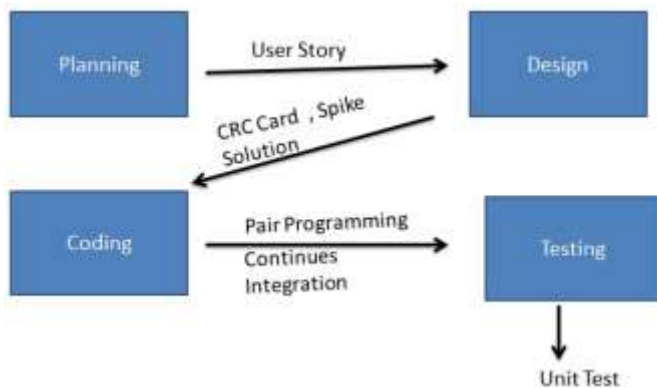 Planning
User Story
Design
CRC Card , Spike
Solution
Coding
Pair Programming
Continues
Integration
Testing
Unit Test